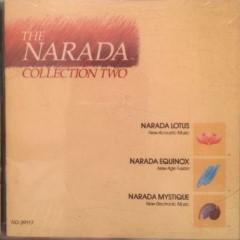 THE
NARADA
COLLECTION TWO
NARADA LOTUS
New Acoustic Music
NARADA EQUINOX
New Age Fusion
NARADA MYSTIQUE
New Electronic Music